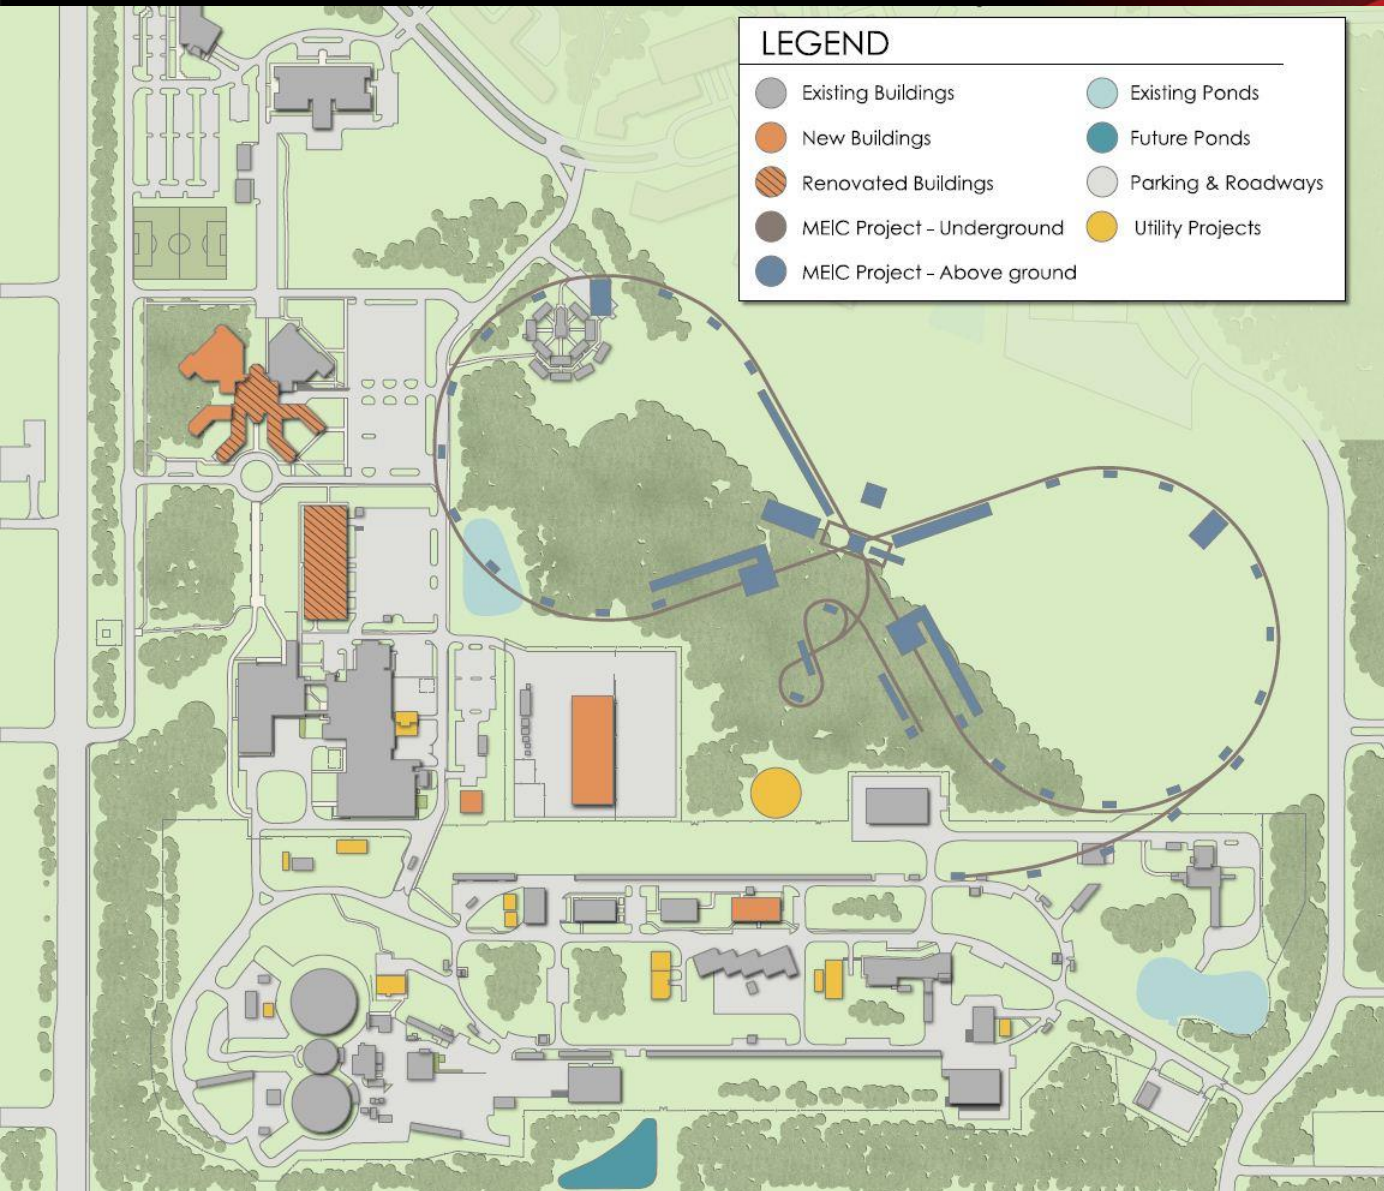 LEGEND
Existing Buildings
New Buildings
Renovated Buildings
MEIC Project - Underground
MEIC Project - Above ground
Existing Ponds
Future Ponds
Parking & Roadways
Utility Projects